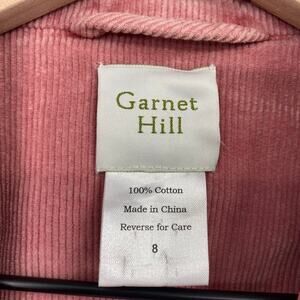 Garnet
Hill
100% Cotton
Made in China
Reverse for Care
8